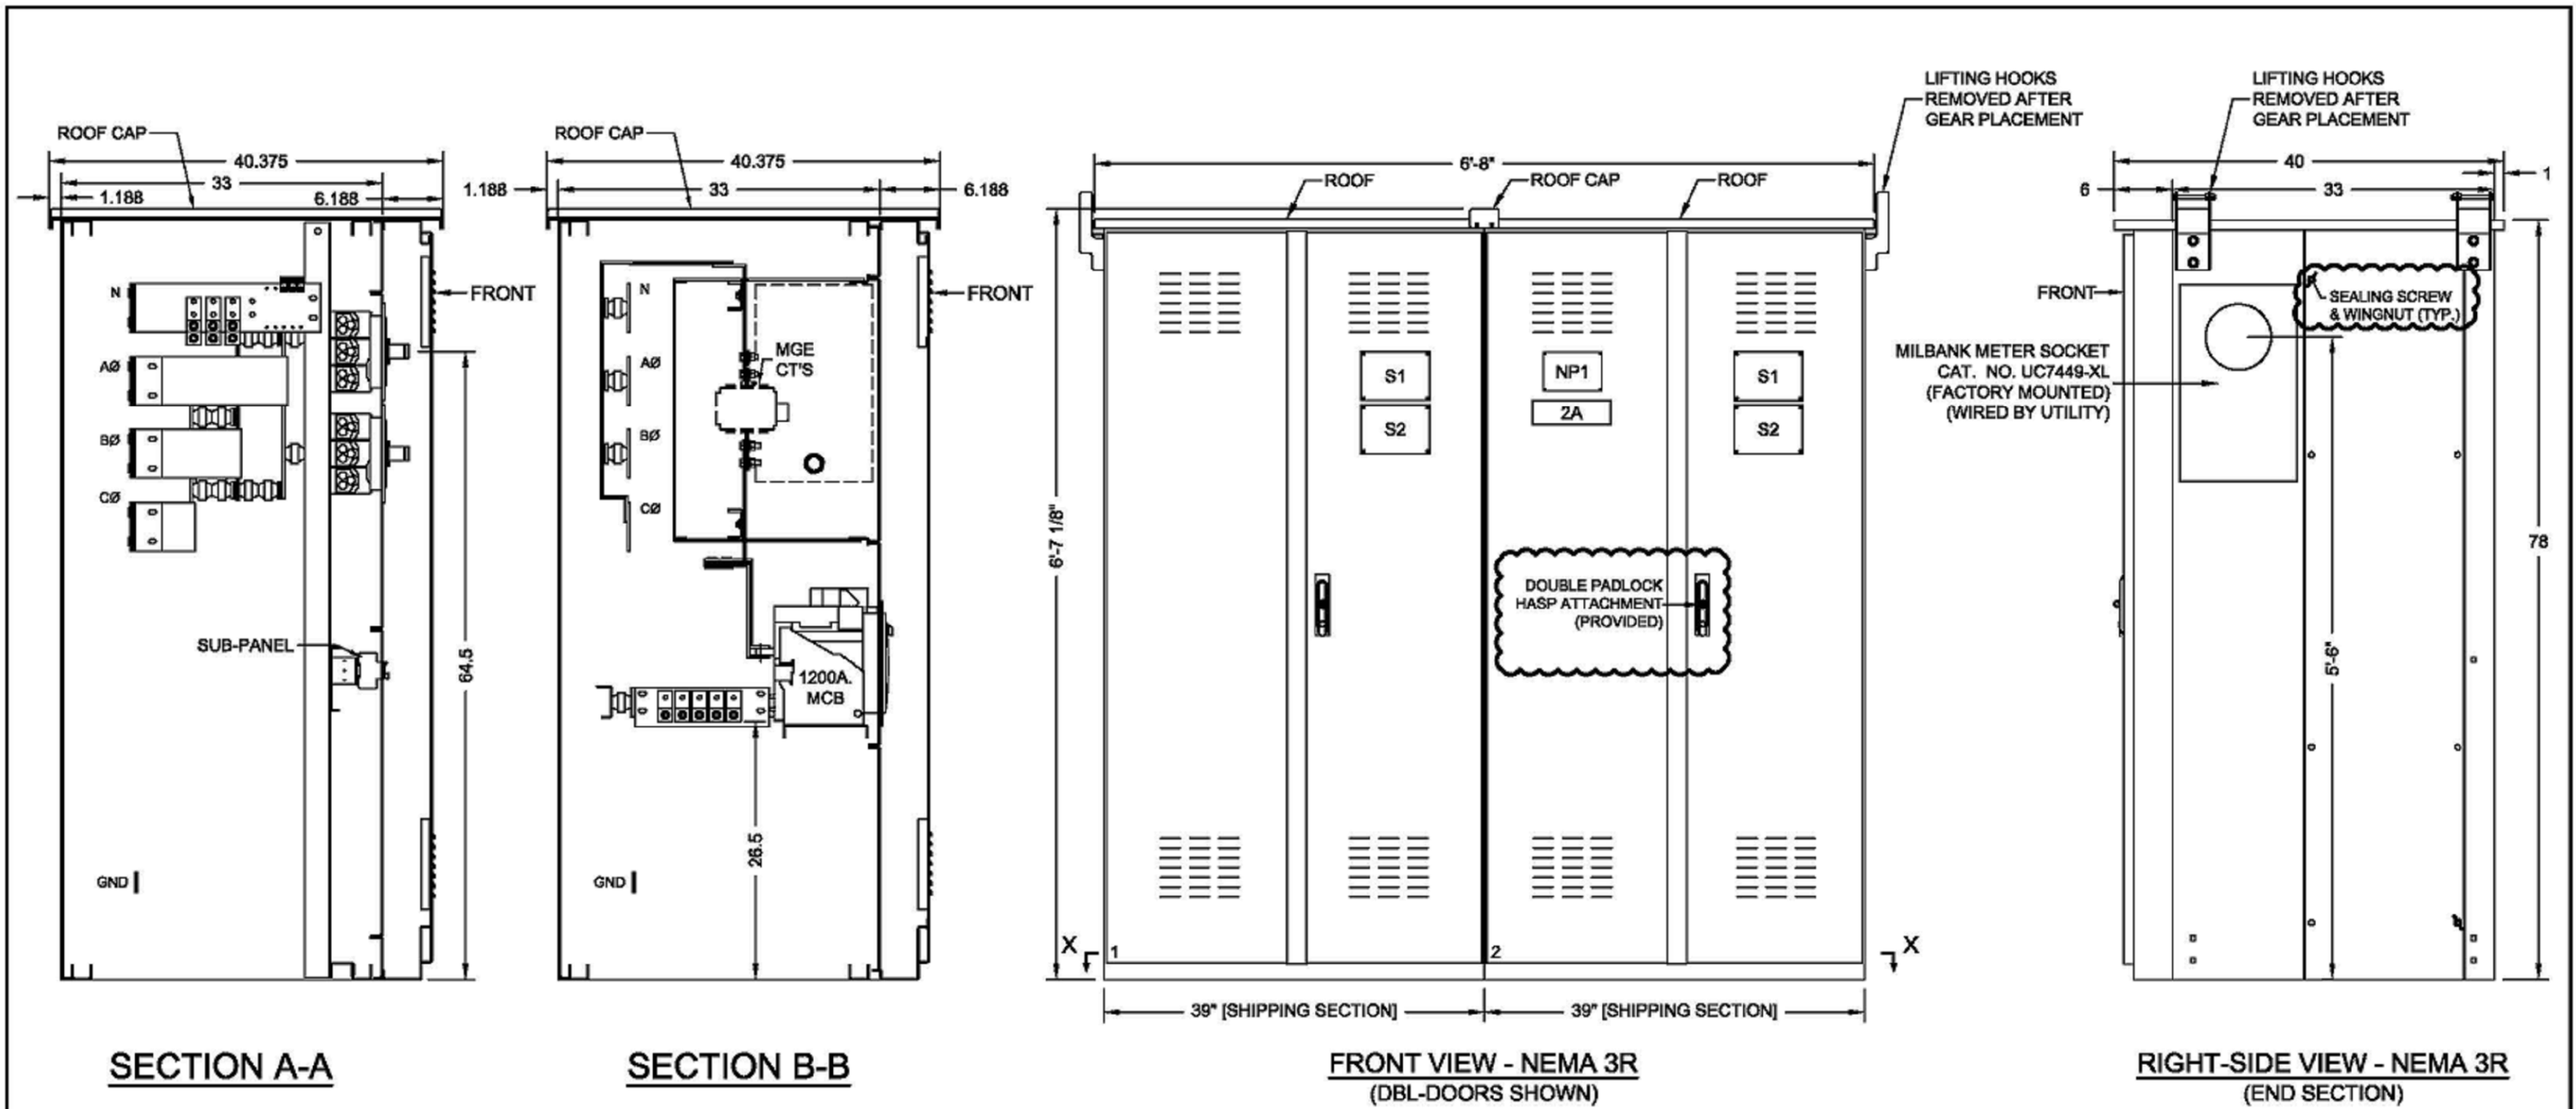 ROOF CAP
40.375
33
1.188
6.188
N
AØ
BØ
CØ
FRONT
SUB-PANEL
64.5
GND
SECTION A-A
ROOF CAP
40.375
1.188
33
6.188
N
AØ
BØ
CØ
MGE
CT'S
FRONT
1200A.
MCB
26.5
GND
SECTION B-B
LIFTING HOOKS
REMOVED AFTER
GEAR PLACEMENT
6'-8"
ROOF
ROOF CAP
ROOF
6'-7 1/8"
S1
S2
NP1
2A
S1
S2
DOUBLE PADLOCK
HASP ATTACHMENT
(PROVIDED)
X
1
2
X
39" [SHIPPING SECTION]
39" [SHIPPING SECTION]
FRONT VIEW - NEMA 3R
(DBL-DOORS SHOWN)
LIFTING HOOKS
REMOVED AFTER
GEAR PLACEMENT
40
6
33
1
FRONT
SEALING SCREW
& WINGNUT (TYP.)
MILBANK METER SOCKET
CAT. NO. UC7449-XL
(FACTORY MOUNTED)
(WIRED BY UTILITY)
78
5'-6"
RIGHT-SIDE VIEW - NEMA 3R
(END SECTION)